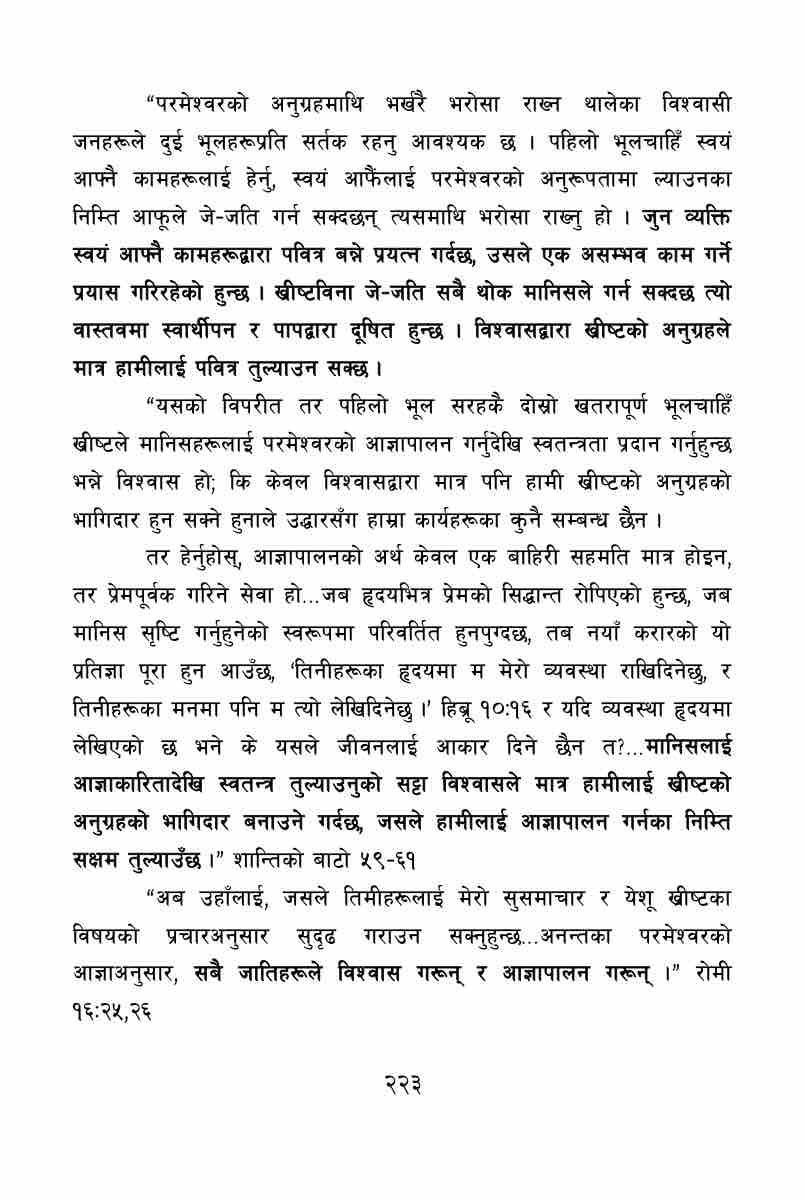 “परमेश्वरको अनुग्रहमाथि भर्खरै भरोसा राख्न थालेका विश्वासी
जनहरूले दुई भूलहरूप्रति सर्तक रहनु आवश्यक छ । पहिलो भूलचाहिँ स्वयं
आफ्नै कामहरूलाई हेर्नु, स्वयं आफैंलाई परमेश्वरको अनुरूपतामा ल्याउनका
निम्ति आफूले जे-जति गर्न सक्दछन् त्यसमाथि भरोसा राख्नु हो । जुन व्यक्ति
स्वयं आफ्नै कामहरूद्वारा पवित्र बन्ने प्रयत्न गर्दछ, उसले एक असम्भव काम गर्ने
प्रयास गरिरहेको हुन्छ । ख्रीष्टविना जे-जति सबै थोक मानिसले गर्न सक्दछ त्यो
वास्तवमा स्वार्थीपन र पापद्वारा दूषित हुन्छ । विश्वासद्वारा ख्रीष्टको अनुग्रहले
मात्र हामीलाई पवित्र तुल्याउन सक्छ ।
“यसको विपरीत तर पहिलो भूल सरहकै दोस्रो खतरापूर्ण भूलचाहिँ
ख्रीष्टले मानिसहरूलाई परमेश्वरको आज्ञापालन गर्नुदेखि स्वतन्त्रता प्रदान गर्नुहुन्छ
भन्ने विश्वास हो; कि केवल विश्वासद्वारा मात्र पनि हामी ख्रीष्टको अनुग्रहको
भागिदार हुन सक्ने हुनाले उद्धारसँग हाम्रा कार्यहरूका कुनै सम्बन्ध छैन ।
तर हेर्नुहोस्, आज्ञापालनको अर्थ केवल एक बाहिरी सहमति मात्र होइन,
तर प्रेमपूर्वक गरिने सेवा हो...जब हृदयभित्र प्रेमको सिद्धान्त रोपिएको हुन्छ, जब
मानिस सृष्टि गर्नुहुनेको स्वरूपमा परिवर्तित हुनपुग्दछ, तब नयाँ करारको यो
प्रतिज्ञा पूरा हुन आउँछ, ‘तिनीहरूका हृदयमा म मेरो व्यवस्था राखिदिनेछु, र
तिनीहरूका मनमा पनि म त्यो लेखिदिनेछु ।’ हिब्रू १०:१६ र यदि व्यवस्था हृदयमा
लेखिएको छ भने के यसले जीवनलाई आकार दिने छैन त?...मानिसलाई
आज्ञाकारितादेखि स्वतन्त्र तुल्याउनुको सट्टा विश्वासले मात्र हामीलाई ख्रीष्टको
अनुग्रहको भागिदार बनाउने गर्दछ, जसले हामीलाई आज्ञापालन गर्नका निम्ति
सक्षम तुल्याउँछ ।” शान्तिको बाटो ५९-६१
“अब उहाँलाई, जसले तिमीहरूलाई मेरो सुसमाचार र येशू ख्रीष्टका
विषयको प्रचारअनुसार सुदृढ गराउन सक्नुहुन्छ...अनन्तका परमेश्वरको
आज्ञाअनुसार, सबै जातिहरूले विश्वास गरून् र आज्ञापालन गरून् ।” रोमी
१६:२५,२६
२२३